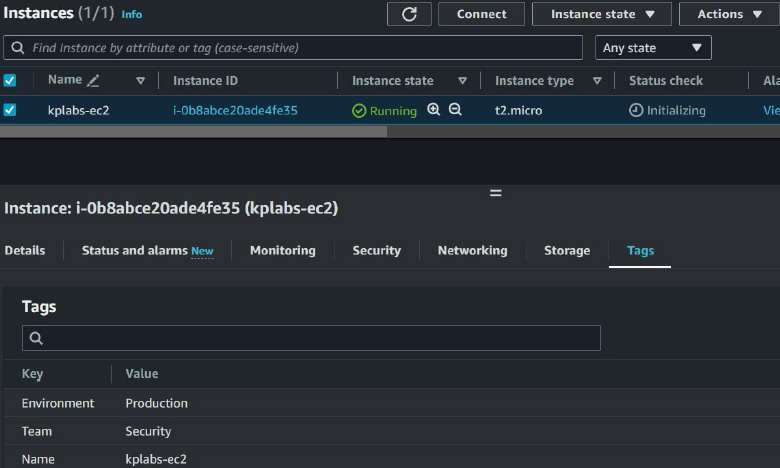 Instances (1/1) Info
Connect
Instance state
Actions
Find Instance by attribute or tag (case-sensitive)
Any state
Name
Instance ID
Instance state
Instance type
Status check
Ala
kplabs-ec2
i-0b8abce20ade4fe35
Running
t2.micro
Initializing
Vie
Instance: i-0b8abce20ade4fe35 (kplabs-ec2)
Details
Status and alarms New
Monitoring
Security
Networking
Storage
Tags
Tags
Key
Value
Environment
Production
Team
Security
Name
kplabs-ec2